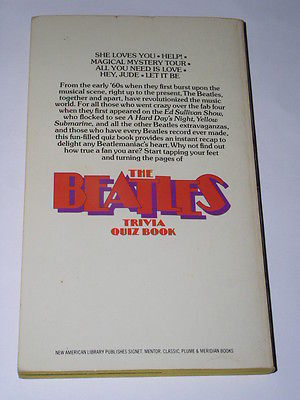 SHE LOVES YOU • HELP!•
MAGICAL MYSTERY TOUR •
ALL YOU NEED IS LOVE •
HEY, JUDE • LET IT BE
From the early '60s when they first burst upon the
musical scene, right up to the present, The Beatles,
together and apart, have revolutionized the music
world. For all those who went crazy over the fab four
when they first appeared on the Ed Sullivan Show,
who flocked to see A Hard Day's Night, Yellow
Submarine, and all the other Beatles extravaganzas,
and those who have every Beatles record ever made,
this fun-filled quiz book provides an instant recap to
delight any Beatlemaniac's heart. Why not find out
how true a fan you are? Start tapping your feet
and turning the pages of
THE
BEATLES
TRIVIA
QUIZ BOOK
NEW AMERICAN LIBRARY PUBLISHES SIGNET, MENTOR, CLASSIC, PLUME & MERIDIAN BOOKS